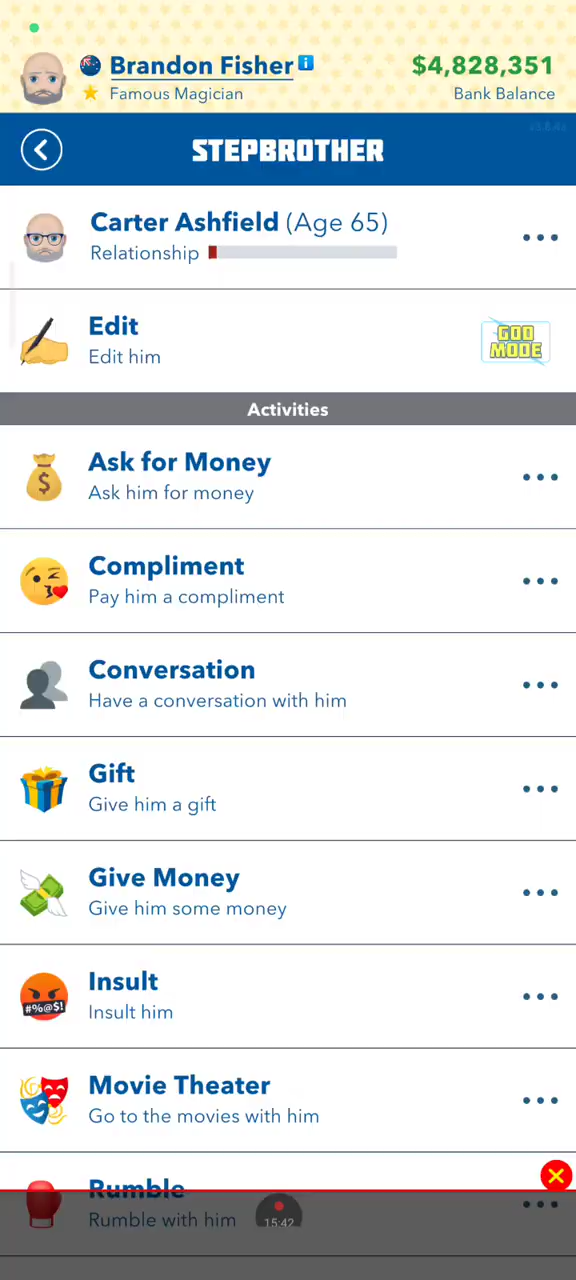 Brandon Fisher i
$4,828,351
Famous Magician
Bank Balance
STEPBROTHER
Carter Ashfield (Age 65)
Relationship
Edit
Edit him
GOD
MODE
Activities
Ask for Money
Ask him for money
Compliment
Pay him a compliment
Conversation
Have a conversation with him
Gift
Give him a gift
Give Money
Give him some money
#%@$!
Insult
Insult him
Movie Theater
Go to the movies with him
Rumble
Rumble with him
15:42